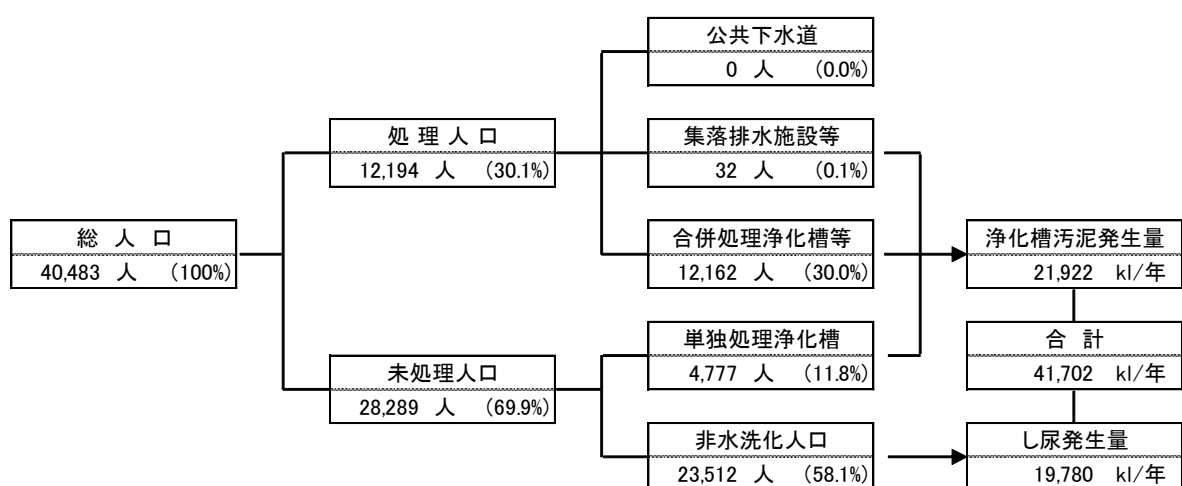 公共下水道
0 人 (0.0%)
処理人口
12,194 人 (30.1%)
集落排水施設等
32 人 (0.1%)
総人口
40,483 人 (100%)
合併処理浄化槽等
12,162 人 (30.0%)
浄化槽汚泥発生量
21,922 kl/年
未処理人口
28,289 人 (69.9%)
単独処理浄化槽
4,777 人 (11.8%)
合計
41,702 kl/年
非水洗化人口
23,512 人 (58.1%)
し尿発生量
19,780 kl/年